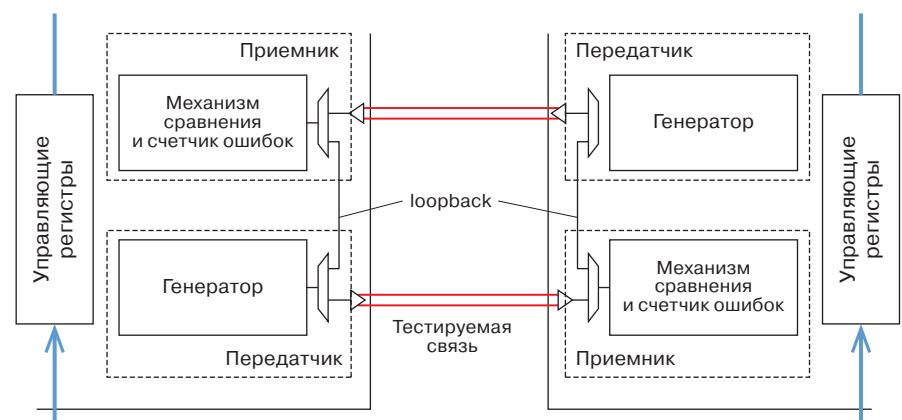 Приемник
Механизм
сравнения
и счетчик ошибок
Управляющие
регистры
Передатчик
Генератор
Управляющие
регистры
loopback
Генератор
Передатчик
Тестируемая
связь
Механизм
сравнения
и счетчик ошибок
Приемник